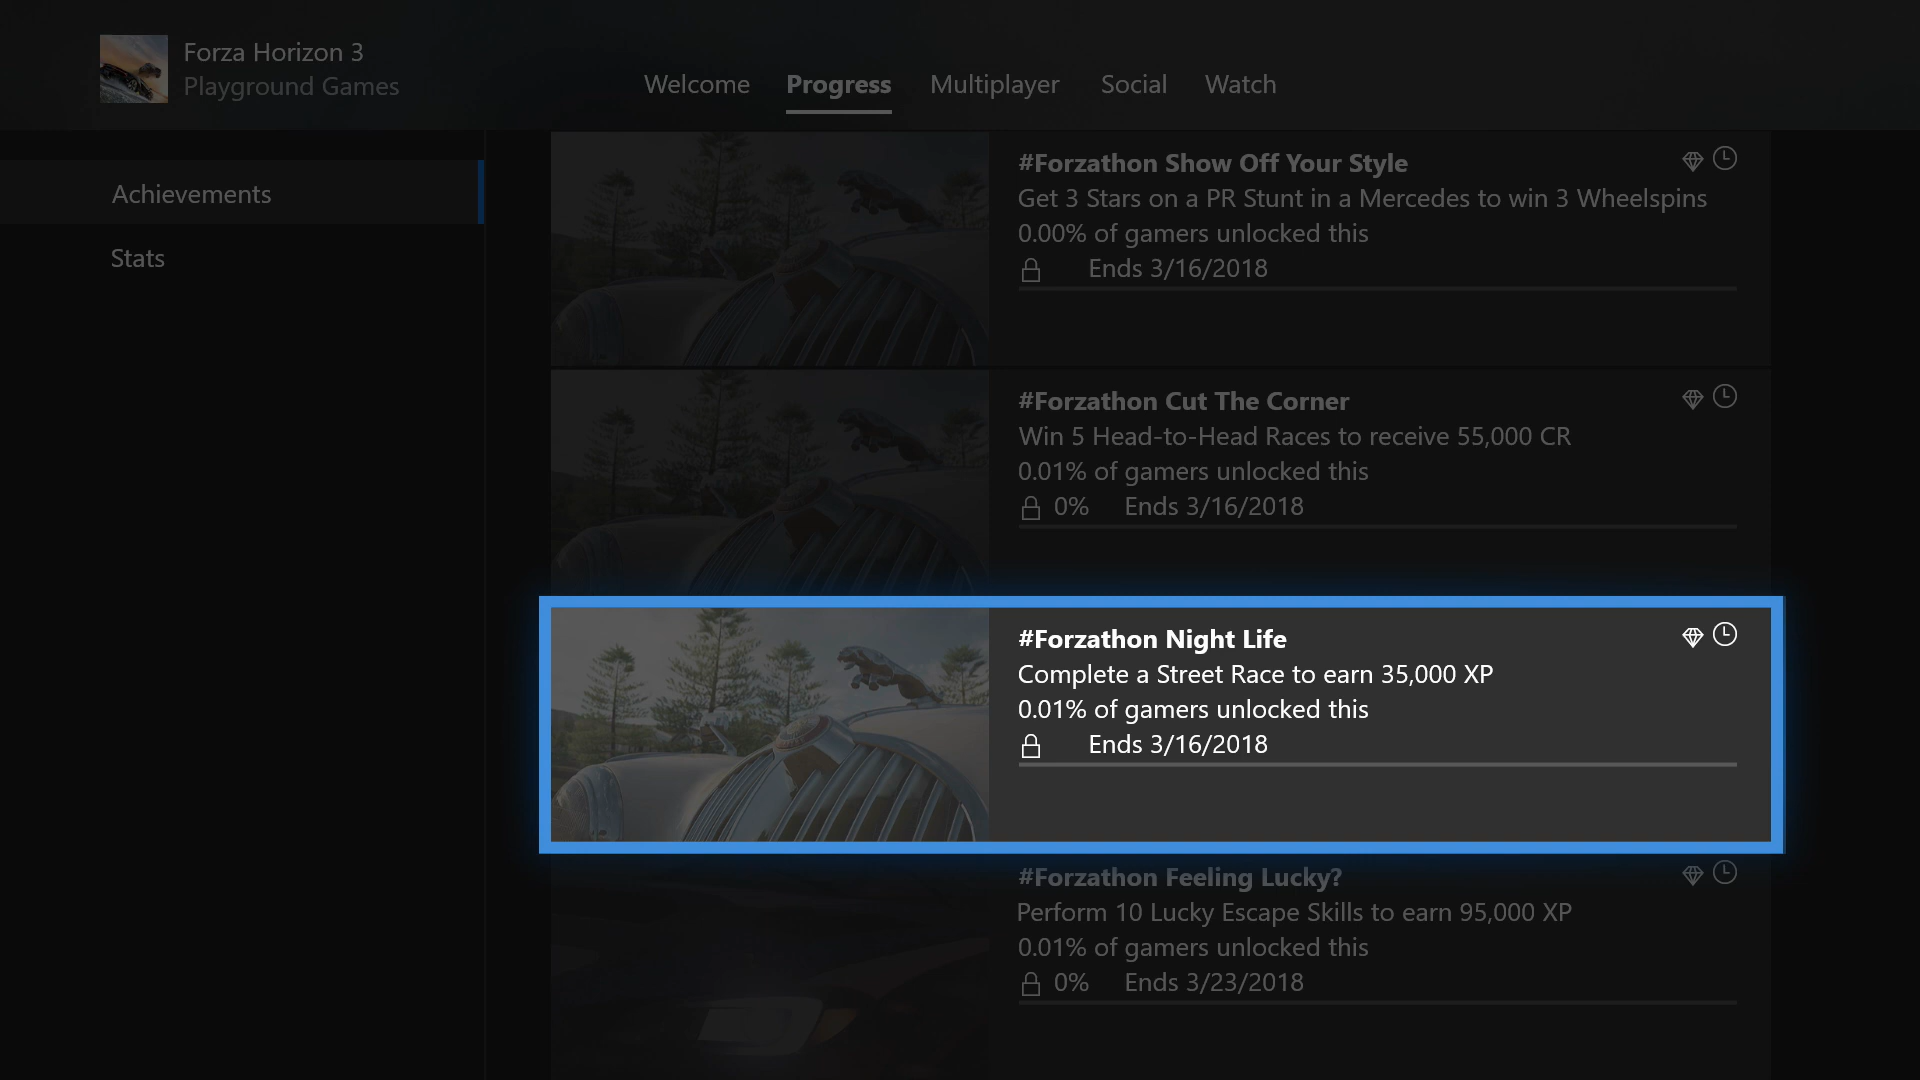 Forza Horizon 3
Playground Games
Welcome Progress Multiplayer Social Watch
Achievements
Stats
#Forzathon Show Off Your Style
Get 3 Stars on a PR Stunt in a Mercedes to win 3 Wheelspins
0.00% of gamers unlocked this
Ends 3/16/2018
#Forzathon Cut The Corner
Win 5 Head-to-Head Races to receive 55,000 CR
0.01% of gamers unlocked this
0% Ends 3/16/2018
#Forzathon Night Life
Complete a Street Race to earn 35,000 XP
0.01% of gamers unlocked this
Ends 3/16/2018
#Forzathon Feeling Lucky?
Perform 10 Lucky Escape Skills to earn 95,000 XP
0.01% of gamers unlocked this
0% Ends 3/23/2018